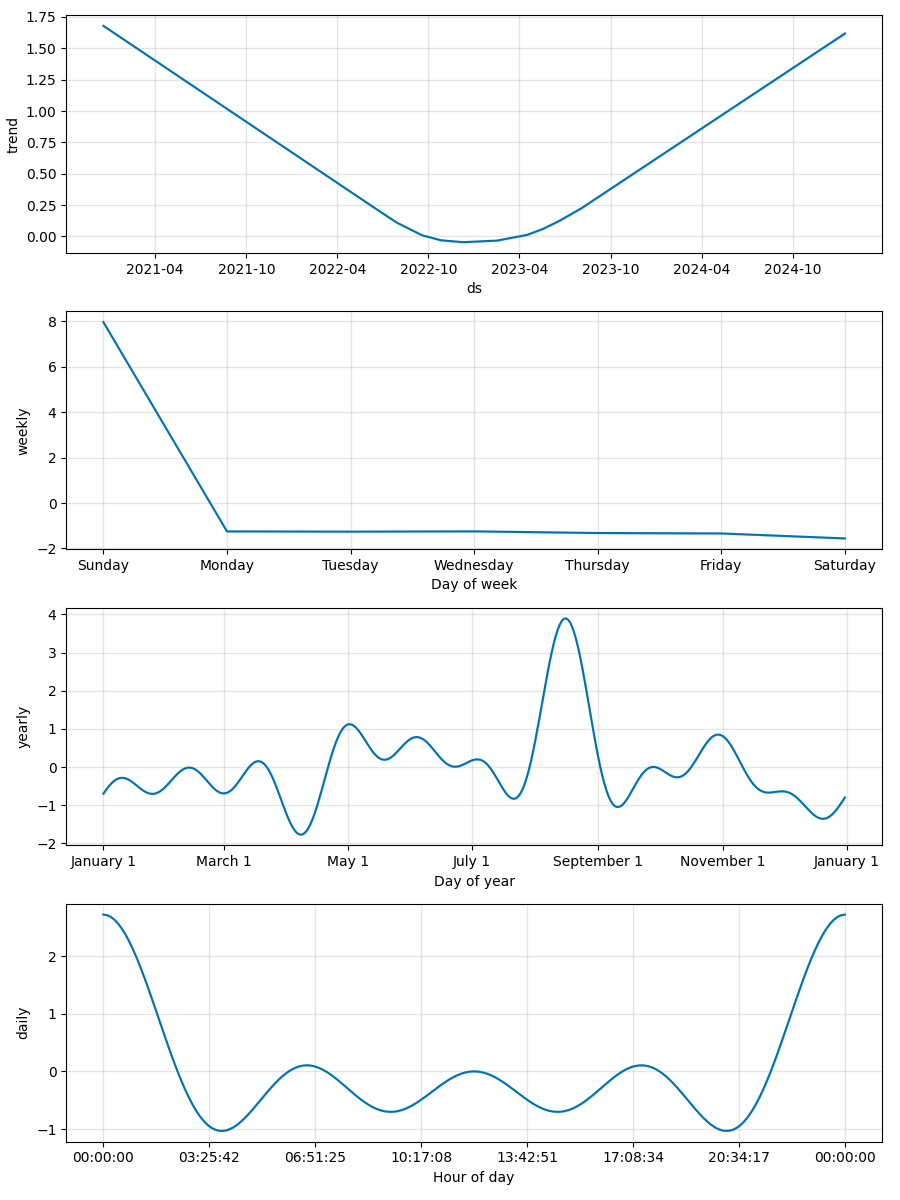 1.75
1.50
1.25
1.00
0.75
0.50
0.25
0.00
trend
2021-04 2021-10 2022-04 2022-10 2023-04 2023-10 2024-04 2024-10
ds
8
6
4
2
0
−2
weekly
Sunday Monday Tuesday Wednesday Thursday Friday Saturday
Day of week
4
3
2
1
0
−1
−2
yearly
January 1 March 1 May 1 July 1 September 1 November 1 January 1
Day of year
2
1
0
−1
daily
00:00:00 03:25:42 06:51:25 10:17:08 13:42:51 17:08:34 20:34:17 00:00:00
Hour of day